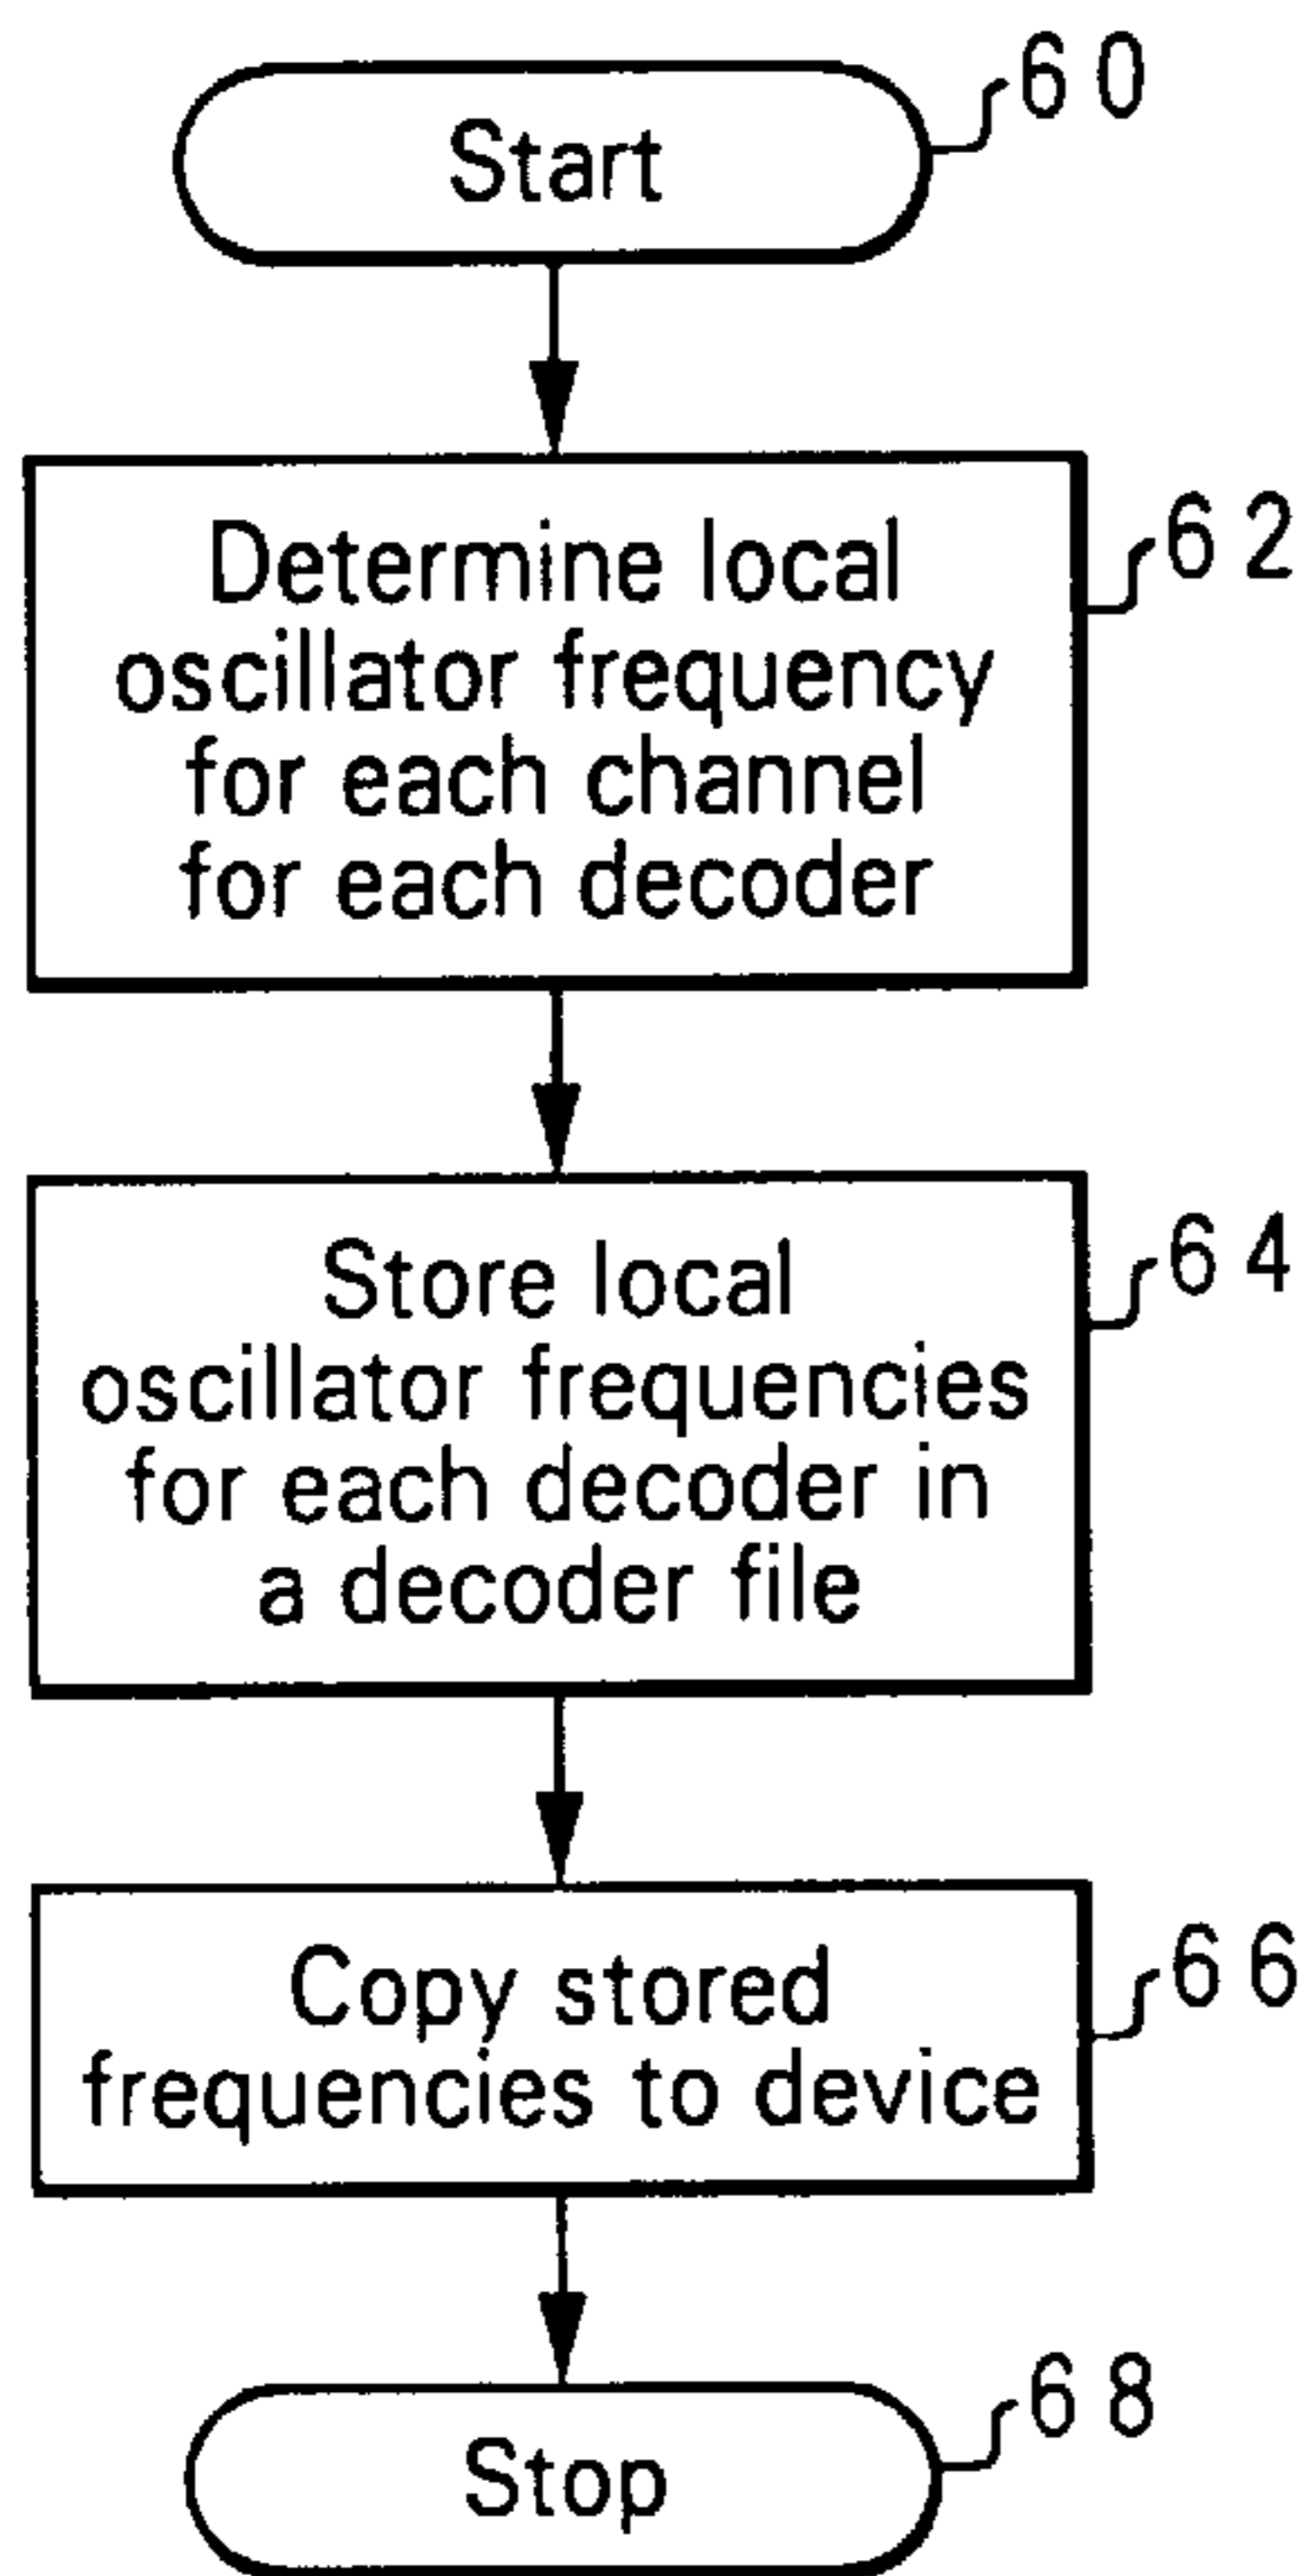 60
Start
62
Determine local
oscillator frequency
for each channel
for each decoder
64
Store local
oscillator frequencies
for each decoder in
a decoder file
66
Copy stored
frequencies to device
68
Stop